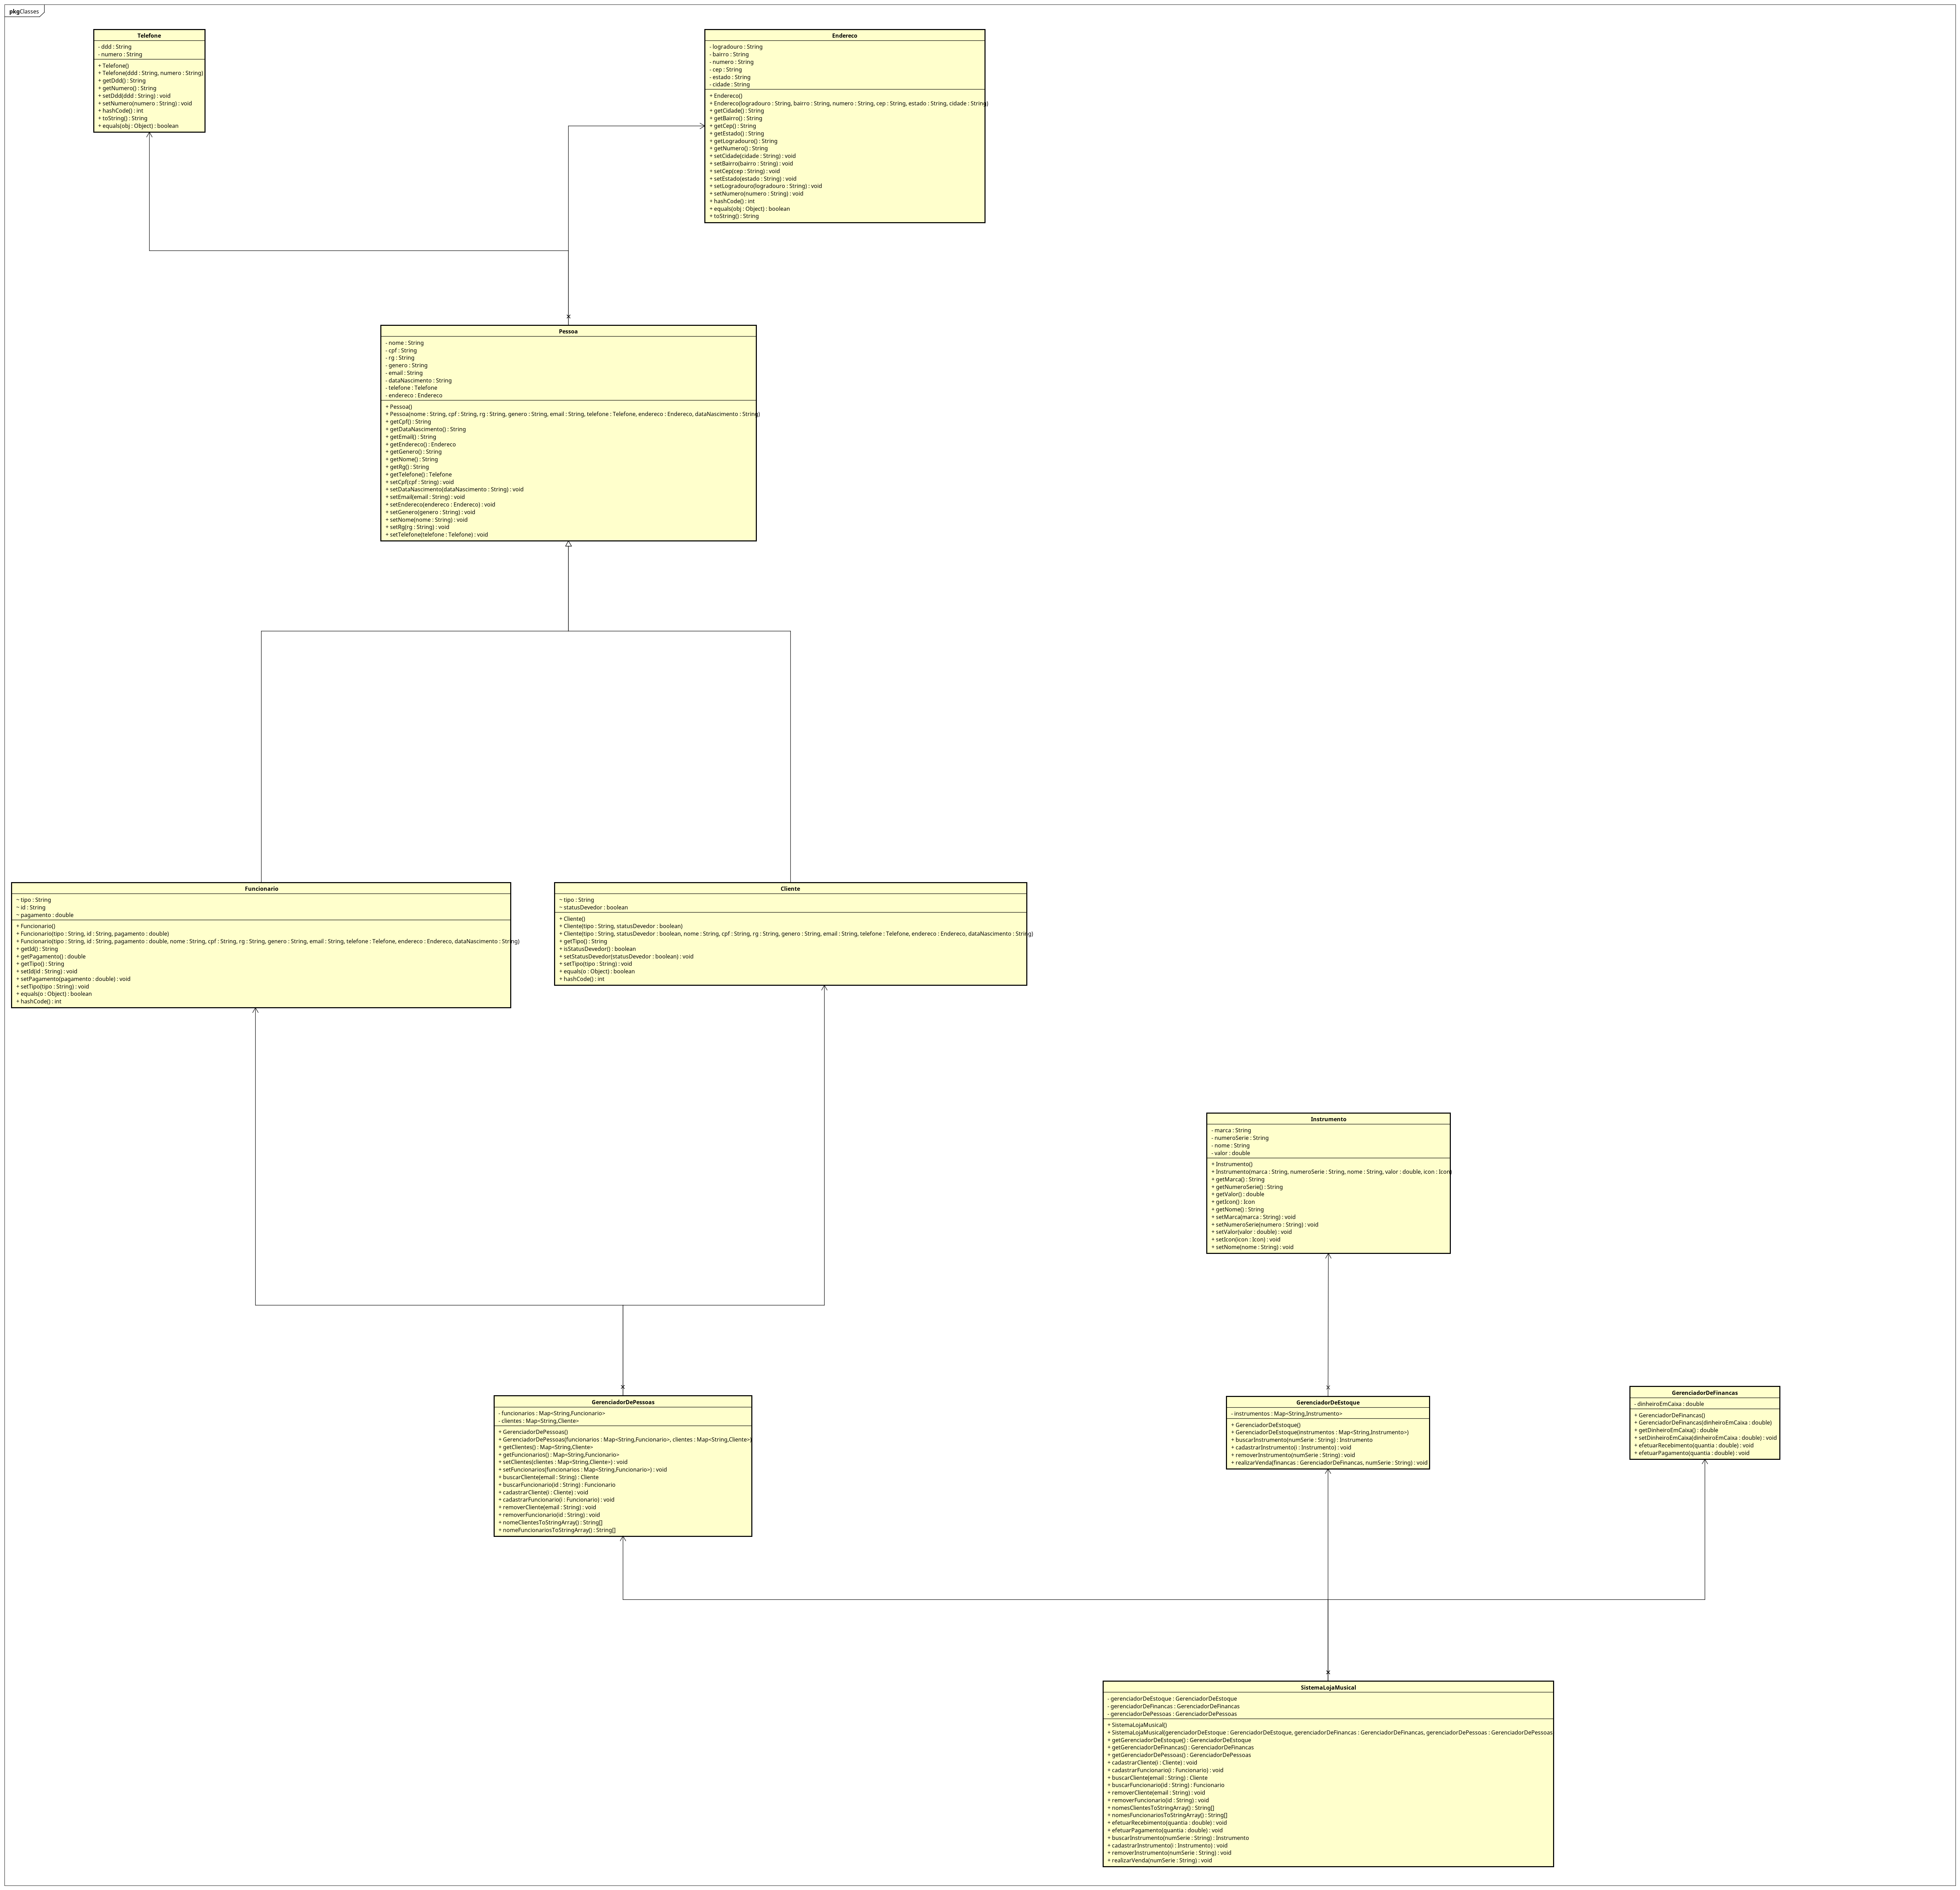 pkgClasses
Telefone
- ddd : String
- numero : String
+ Telefone()
+ Telefone(ddd : String, numero : String)
+ getDdd() : String
+ getNumero() : String
+ setDdd(ddd : String) : void
+ setNumero(numero : String) : void
+ hashCode() : int
+ toString() : String
+ equals(obj : Object) : boolean
Endereco
- logradouro : String
- bairro : String
- numero : String
- cep : String
- estado : String
- cidade : String
+ Endereco()
+ Endereco(logradouro : String, bairro : String, numero : String, cep : String, estado : String, cidade : String)
+ getCidade() : String
+ getBairro() : String
+ getCep() : String
+ getEstado() : String
+ getLogradouro() : String
+ getNumero() : String
+ setCidade(cidade : String) : void
+ setBairro(bairro : String) : void
+ setCep(cep : String) : void
+ setEstado(estado : String) : void
+ setLogradouro(logradouro : String) : void
+ setNumero(numero : String) : void
+ hashCode() : int
+ equals(obj : Object) : boolean
+ toString() : String
Pessoa
- nome : String
- cpf : String
- rg : String
- genero : String
- email : String
- dataNascimento : String
- telefone : Telefone
- endereco : Endereco
+ Pessoa()
+ Pessoa(nome : String, cpf : String, rg : String, genero : String, email : String, telefone : Telefone, endereco : Endereco, dataNascimento : String)
+ getCpf() : String
+ getDataNascimento() : String
+ getEmail() : String
+ getEndereco() : Endereco
+ getGenero() : String
+ getNome() : String
+ getRg() : String
+ getTelefone() : Telefone
+ setCpf(cpf : String) : void
+ setDataNascimento(dataNascimento : String) : void
+ setEmail(email : String) : void
+ setEndereco(endereco : Endereco) : void
+ setGenero(genero : String) : void
+ setNome(nome : String) : void
+ setRg(rg : String) : void
+ setTelefone(telefone : Telefone) : void
Funcionario
~ tipo : String
~ id : String
~ pagamento : double
+ Funcionario()
+ Funcionario(tipo : String, id : String, pagamento : double)
+ Funcionario(tipo : String, id : String, pagamento : double, nome : String, cpf : String, rg : String, genero : String, email : String, telefone : Telefone, endereco : Endereco, dataNascimento : String)
+ getId() : String
+ getPagamento() : double
+ getTipo() : String
+ setId(id : String) : void
+ setPagamento(pagamento : double) : void
+ setTipo(tipo : String) : void
+ equals(o : Object) : boolean
+ hashCode() : int
Cliente
~ tipo : String
~ statusDevedor : boolean
+ Cliente()
+ Cliente(tipo : String, statusDevedor : boolean)
+ Cliente(tipo : String, statusDevedor : boolean, nome : String, cpf : String, rg : String, genero : String, email : String, telefone : Telefone, endereco : Endereco, dataNascimento : String)
+ getTipo() : String
+ isStatusDevedor() : boolean
+ setStatusDevedor(statusDevedor : boolean) : void
+ setTipo(tipo : String) : void
+ equals(o : Object) : boolean
+ hashCode() : int
Instrumento
- marca : String
- numeroSerie : String
- nome : String
- valor : double
+ Instrumento()
+ Instrumento(marca : String, numeroSerie : String, nome : String, valor : double, icon : Icon)
+ getMarca() : String
+ getNumeroSerie() : String
+ getValor() : double
+ getIcon() : Icon
+ getNome() : String
+ setMarca(marca : String) : void
+ setNumeroSerie(numero : String) : void
+ setValor(valor : double) : void
+ setIcon(icon : Icon) : void
+ setNome(nome : String) : void
GerenciadorDePessoas
- funcionarios : Map<String,Funcionario>
- clientes : Map<String,Cliente>
+ GerenciadorDePessoas()
+ GerenciadorDePessoas(funcionarios : Map<String,Funcionario>, clientes : Map<String,Cliente>)
+ getClientes() : Map<String,Cliente>
+ getFuncionarios() : Map<String,Funcionario>
+ setClientes(clientes : Map<String,Cliente>) : void
+ setFuncionarios(funcionarios : Map<String,Funcionario>) : void
+ buscarCliente(email : String) : Cliente
+ buscarFuncionario(id : String) : Funcionario
+ cadastrarCliente(i : Cliente) : void
+ cadastrarFuncionario(i : Funcionario) : void
+ removerCliente(email : String) : void
+ removerFuncionario(id : String) : void
+ nomeClientesToStringArray() : String[]
+ nomeFuncionariosToStringArray() : String[]
GerenciadorDeEstoque
- instrumentos : Map<String,Instrumento>
+ GerenciadorDeEstoque()
+ GerenciadorDeEstoque(instrumentos : Map<String,Instrumento>)
+ buscarInstrumento(numSerie : String) : Instrumento
+ cadastrarInstrumento(i : Instrumento) : void
+ removerInstrumento(numSerie : String) : void
+ realizarVenda(financas : GerenciadorDeFinancas, numSerie : String) : void
GerenciadorDeFinancas
- dinheiroEmCaixa : double
+ GerenciadorDeFinancas()
+ GerenciadorDeFinancas(dinheiroEmCaixa : double)
+ getDinheiroEmCaixa() : double
+ setDinheiroEmCaixa(dinheiroEmCaixa : double) : void
+ efetuarRecebimento(quantia : double) : void
+ efetuarPagamento(quantia : double) : void
SistemaLojaMusical
- gerenciadorDeEstoque : GerenciadorDeEstoque
- gerenciadorDeFinancas : GerenciadorDeFinancas
- gerenciadorDePessoas : GerenciadorDePessoas
+ SistemaLojaMusical()
+ SistemaLojaMusical(gerenciadorDeEstoque : GerenciadorDeEstoque, gerenciadorDeFinancas : GerenciadorDeFinancas, gerenciadorDePessoas : GerenciadorDePessoas)
+ getGerenciadorDeEstoque() : GerenciadorDeEstoque
+ getGerenciadorDeFinancas() : GerenciadorDeFinancas
+ getGerenciadorDePessoas() : GerenciadorDePessoas
+ cadastrarCliente(i : Cliente) : void
+ cadastrarFuncionario(i : Funcionario) : void
+ buscarCliente(email : String) : Cliente
+ buscarFuncionario(id : String) : Funcionario
+ removerCliente(email : String) : void
+ removerFuncionario(id : String) : void
+ nomesClientesToStringArray() : String[]
+ nomesFuncionariosToStringArray() : String[]
+ efetuarRecebimento(quantia : double) : void
+ efetuarPagamento(quantia : double) : void
+ buscarInstrumento(numSerie : String) : Instrumento
+ cadastrarInstrumento(i : Instrumento) : void
+ removerInstrumento(numSerie : String) : void
+ realizarVenda(numSerie : String) : void